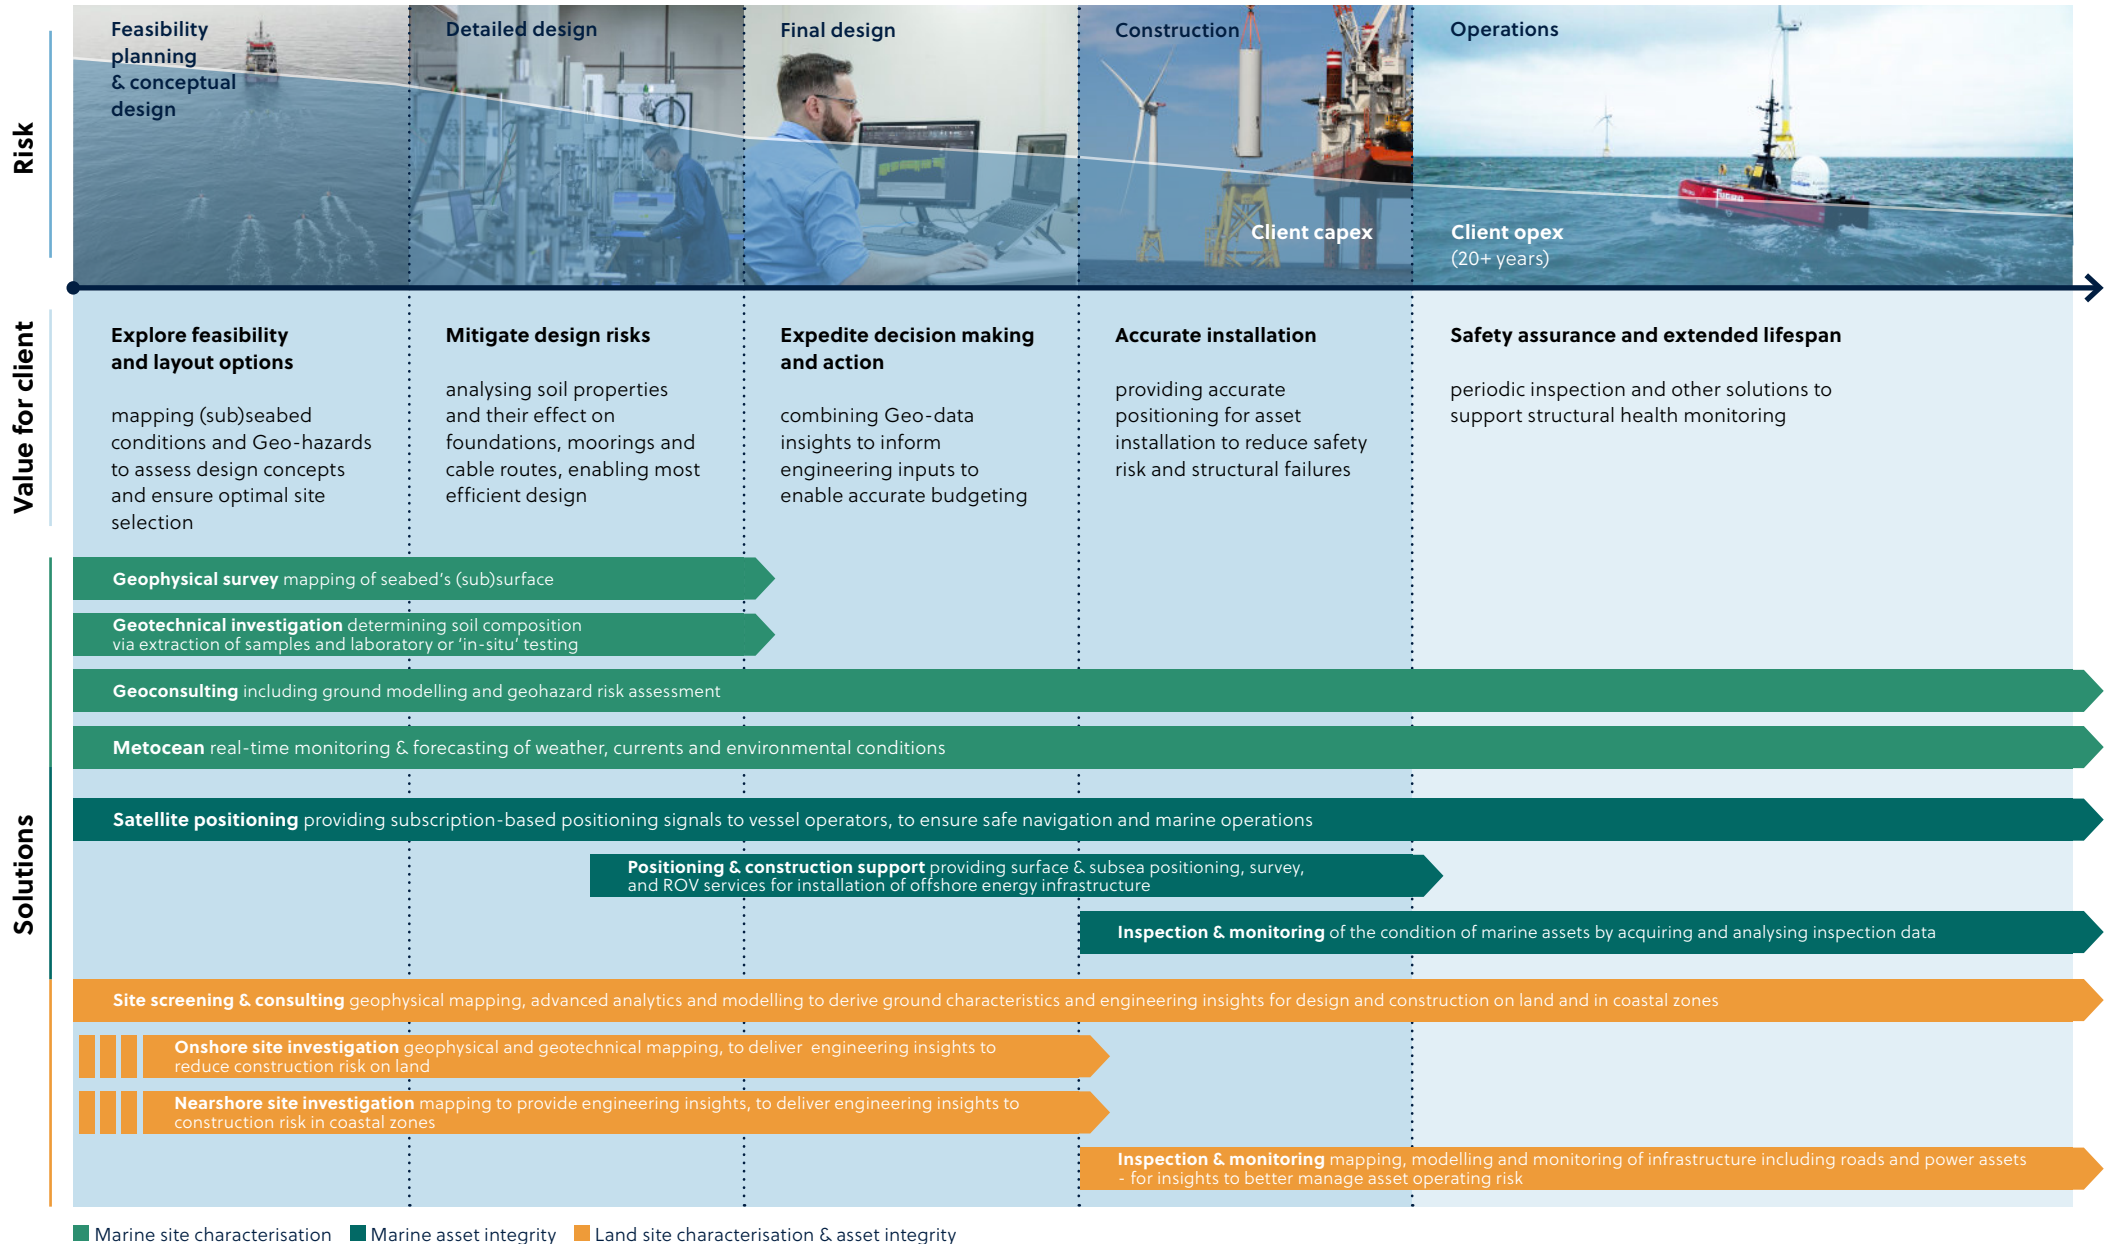 Risk
Feasibility
planning
& conceptual
design
Detailed design
Final design
Construction
Operations
Client capex
Client opex
(20+ years)
fugro
Value for client
Explore feasibility
and layout options
mapping (sub)seabed
conditions and Geo-hazards
to assess design concepts
and ensure optimal site
selection
Mitigate design risks
analysing soil properties
and their effect on
foundations, moorings and
cable routes, enabling most
efficient design
Expedite decision making
and action
combining Geo-data
insights to inform
engineering inputs to
enable accurate budgeting
Accurate installation
providing accurate
positioning for asset
installation to reduce safety
risk and structural failures
Safety assurance and extended lifespan
periodic inspection and other solutions to
support structural health monitoring
Solutions
Geophysical survey mapping of seabed's (sub)surface
Geotechnical investigation determining soil composition
via extraction of samples and laboratory or 'in-situ' testing
Geoconsulting including ground modelling and geohazard risk assessment
Metocean real-time monitoring & forecasting of weather, currents and environmental conditions
Satellite positioning providing subscription-based positioning signals to vessel operators, to ensure safe navigation and marine operations
Positioning & construction support providing surface & subsea positioning, survey,
and ROV services for installation of offshore energy infrastructure
Inspection & monitoring of the condition of marine assets by acquiring and analysing inspection data
Site screening & consulting geophysical mapping, advanced analytics and modelling to derive ground characteristics and engineering insights for design and construction on land and in coastal zones
Onshore site investigation geophysical and geotechnical mapping, to deliver engineering insights to
reduce construction risk on land
Nearshore site investigation mapping to provide engineering insights, to deliver engineering insights to
construction risk in coastal zones
Inspection & monitoring mapping, modelling and monitoring of infrastructure including roads and power assets
- for insights to better manage asset operating risk
Marine site characterisation
Marine asset integrity
Land site characterisation & asset integrity